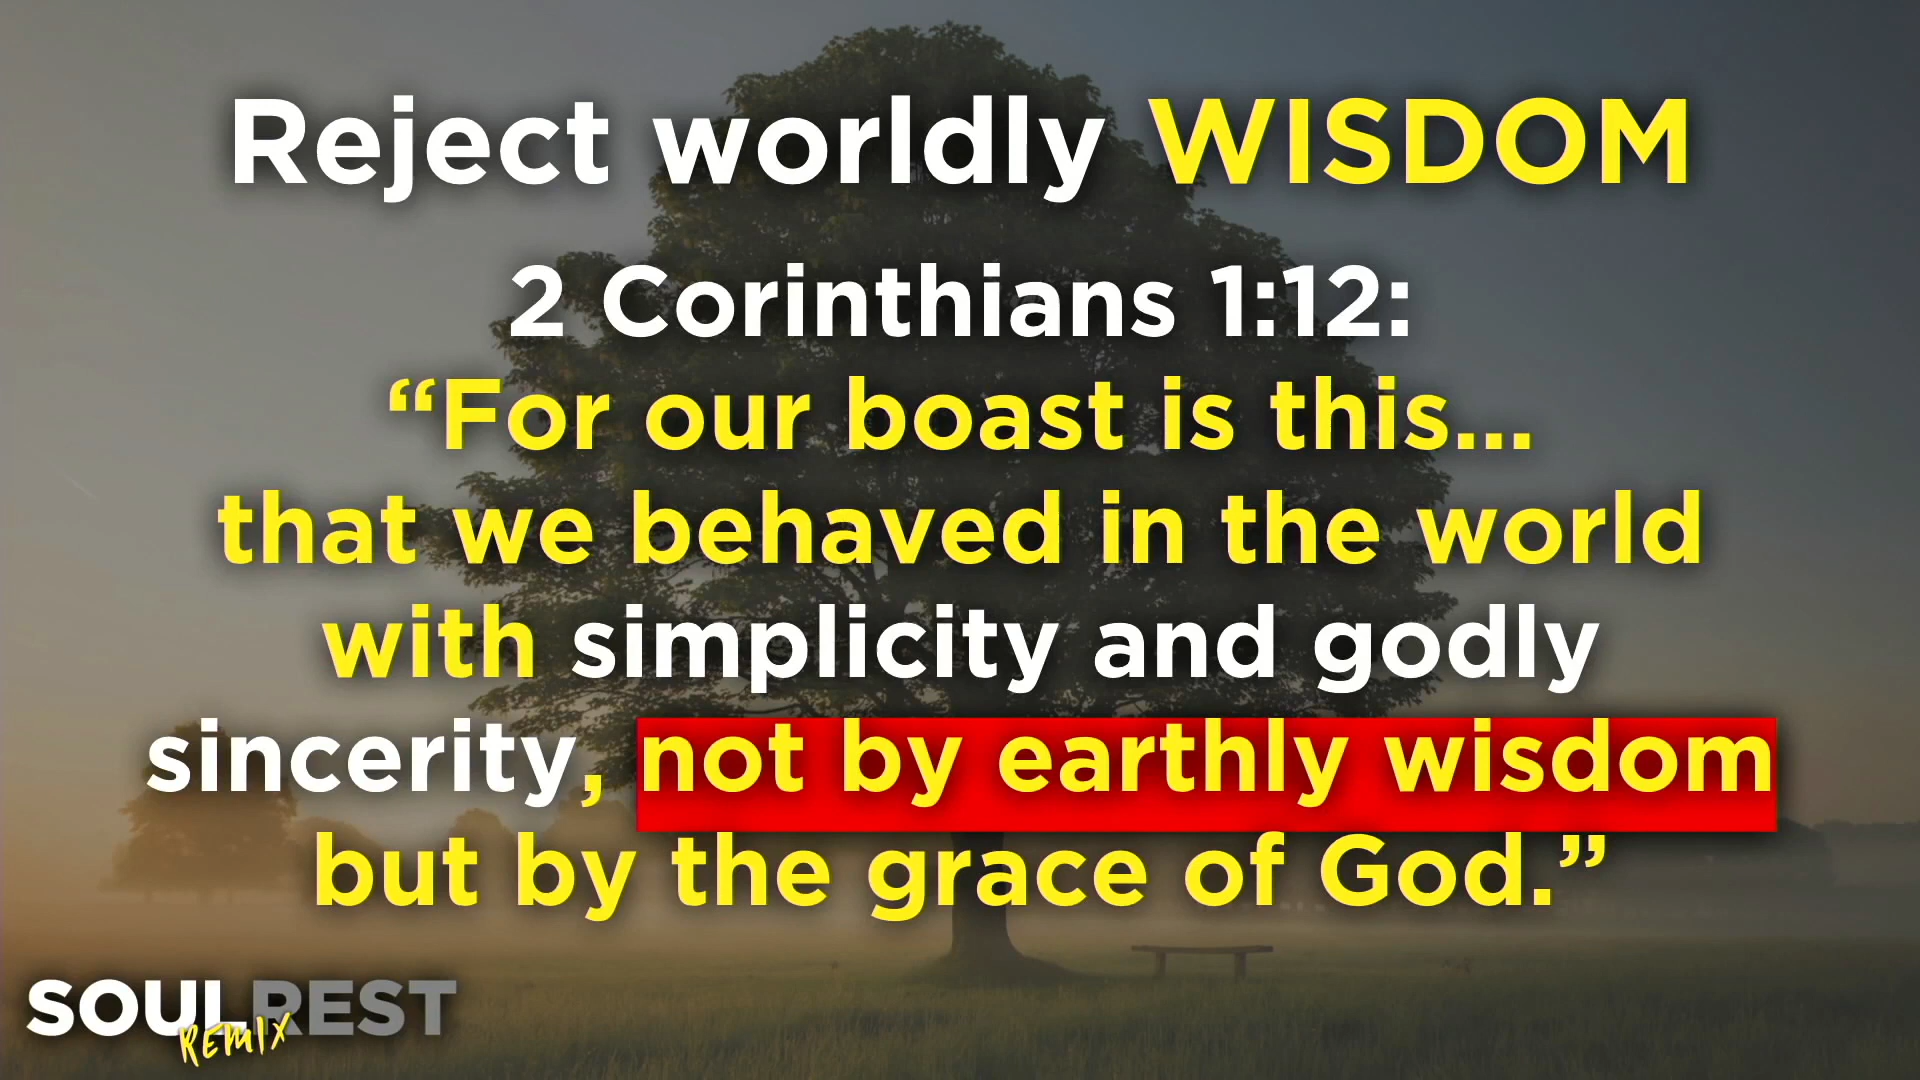 Reject worldly WISDOM
2 Corinthians 1:12:
“For our boast is this...
that we behaved in the world
with simplicity and godly
sincerity, not by earthly wisdom
but by the grace of God.”
SOULREST
REMIX